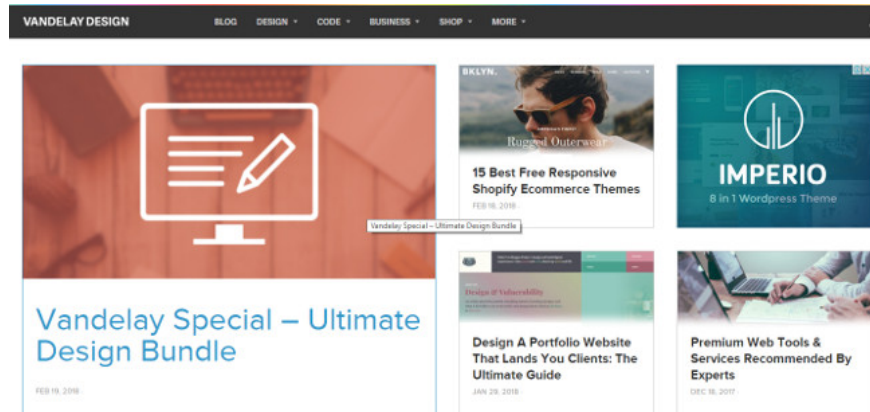 VANDELAY DESIGN
BLOG DESIGN CODE BUSINESS SHOP MORE
Vandelay Special – Ultimate Design Bundle
Vandelay Special – Ultimate
Design Bundle
FEB 19, 2018
BKLYN.
Rugged Outerwear
15 Best Free Responsive
Shopify Ecommerce Themes
FEB 18, 2018
IMPERIO
8 in 1 Wordpress Theme
Design & Vulnerability
Design A Portfolio Website
That Lands You Clients: The
Ultimate Guide
JAN 29, 2018
Premium Web Tools &
Services Recommended By
Experts
DEC 18, 2017